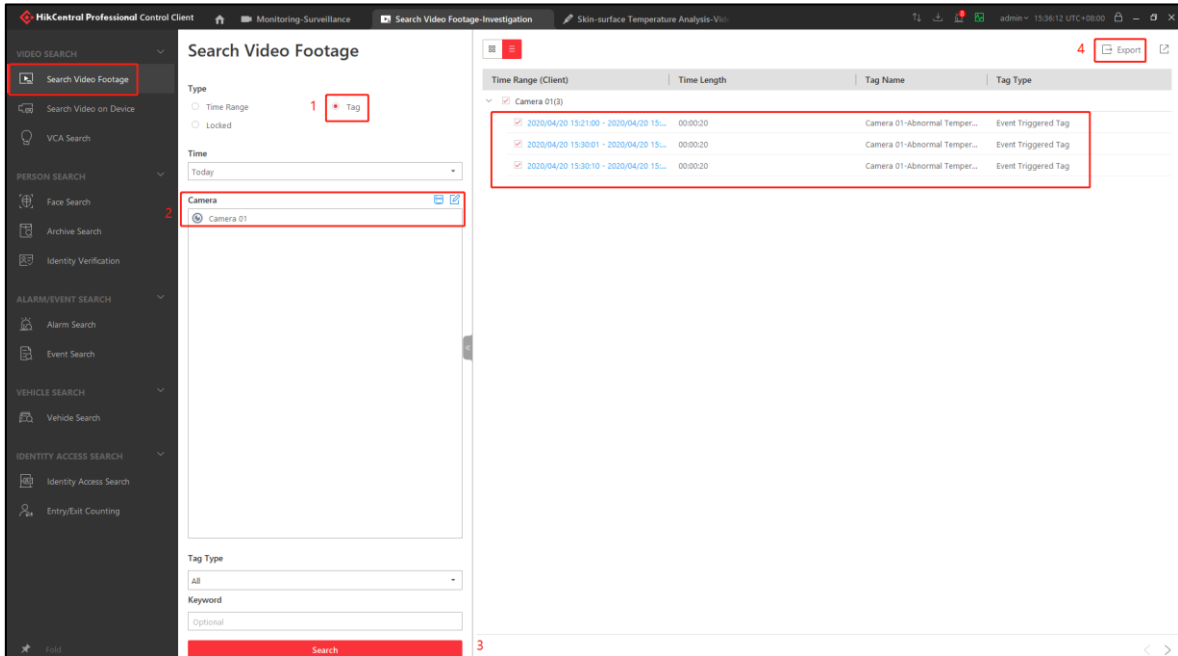 HikCentral Professional Control Client
Monitoring-Surveillance
Search Video Footage-Investigation
Skin-surface Temperature Analysis-Vid
admin 15:36:12 UTC+08:00
VIDEO SEARCH
Search Video Footage
Search Video on Device
VCA Search
PERSON SEARCH
Face Search
Archive Search
Identity Verification
ALARM/EVENT SEARCH
Alarm Search
Event Search
VEHICLE SEARCH
Vehicle Search
IDENTITY ACCESS SEARCH
Identity Access Search
Entry/Exit Counting
Fold
Search Video Footage
Type
Time Range
1
Tag
Locked
Time
Today
2
Camera
Camera 01
Tag Type
All
Keyword
Optional
Search
3
4
Export
Time Range (Client) Time Length Tag Name Tag Type
Camera 01(3)
2020/04/20 15:21:00 - 2020/04/20 15:... 00:00:20 Camera 01-Abnormal Temper... Event Triggered Tag
2020/04/20 15:30:01 - 2020/04/20 15:... 00:00:20 Camera 01-Abnormal Temper... Event Triggered Tag
2020/04/20 15:30:10 - 2020/04/20 15:... 00:00:20 Camera 01-Abnormal Temper... Event Triggered Tag